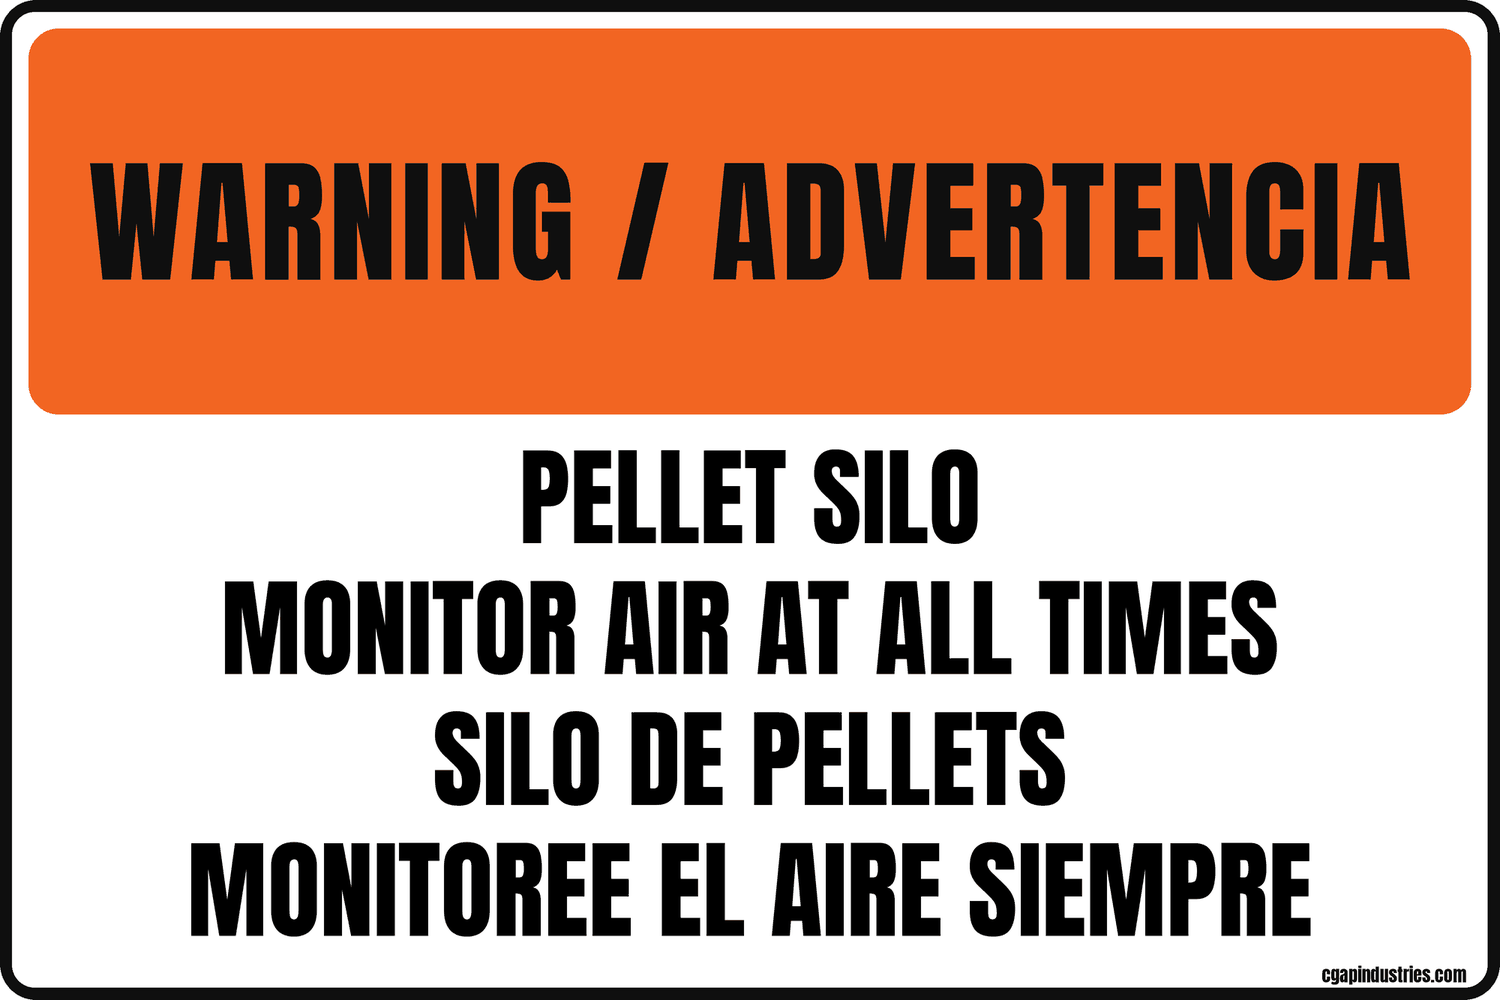 WARNING / ADVERTENCIA
PELLET SILO
MONITOR AIR AT ALL TIMES
SILO DE PELLETS
MONITOREE EL AIRE SIEMPRE
cgapindustries.com